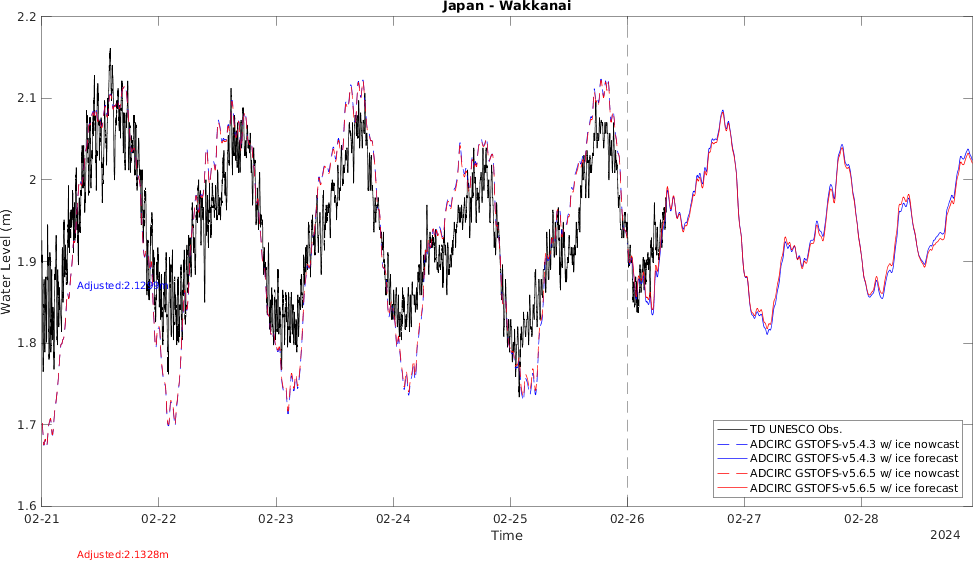 Japan - Wakkanai
2.2
2.1
2
1.9
1.8
1.7
1.6
Water Level (m)
TD UNESCO Obs.
ADCIRC GSTOFS-v5.4.3 w/ ice nowcast
ADCIRC GSTOFS-v5.4.3 w/ ice forecast
ADCIRC GSTOFS-v5.6.5 w/ ice nowcast
ADCIRC GSTOFS-v5.6.5 w/ ice forecast
02-21 02-22 02-23 02-24 02-25 02-26 02-27 02-28
Time
2024
Adjusted:2.1328m